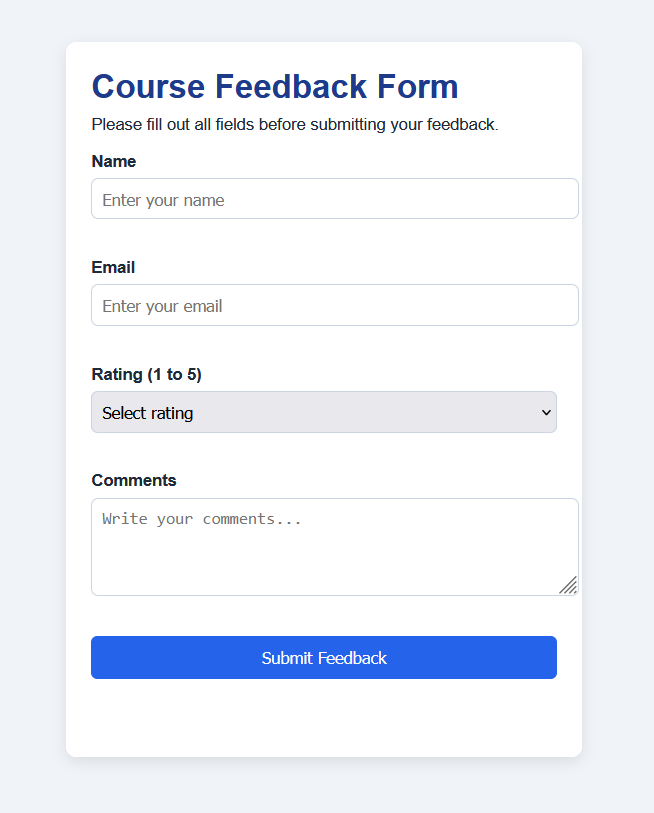 Course Feedback Form
Please fill out all fields before submitting your feedback.
Name
Enter your name
Email
Enter your email
Rating (1 to 5)
Select rating
Comments
Write your comments...
Submit Feedback